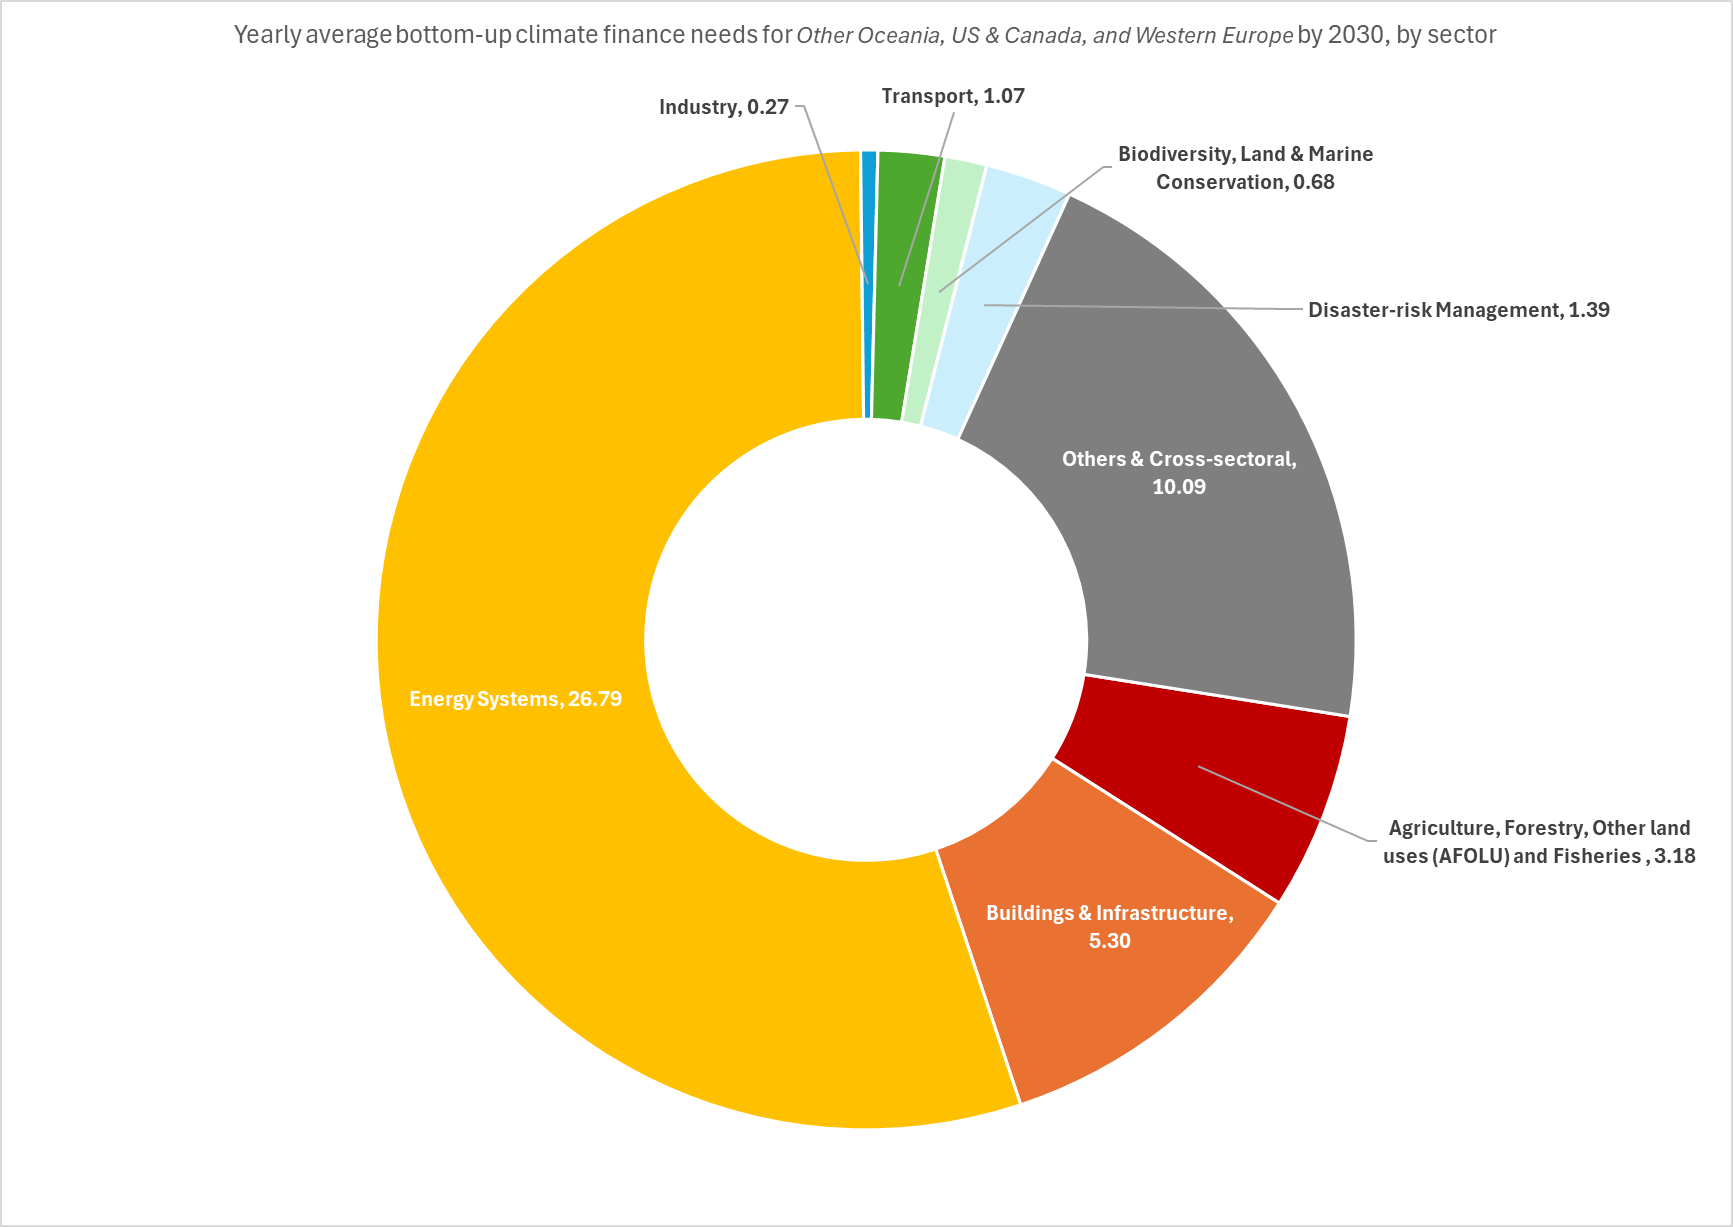 Yearly average bottom-up climate finance needs for Other Oceania, US & Canada, and Western Europe by 2030, by sector
Transport, 1.07
Industry, 0.27
Biodiversity, Land & Marine
Conservation, 0.68
Disaster-risk Management, 1.39
Others & Cross-sectoral,
10.09
Energy Systems, 26.79
Agriculture, Forestry, Other land
uses (AFOLU) and Fisheries , 3.18
Buildings & Infrastructure,
5.30